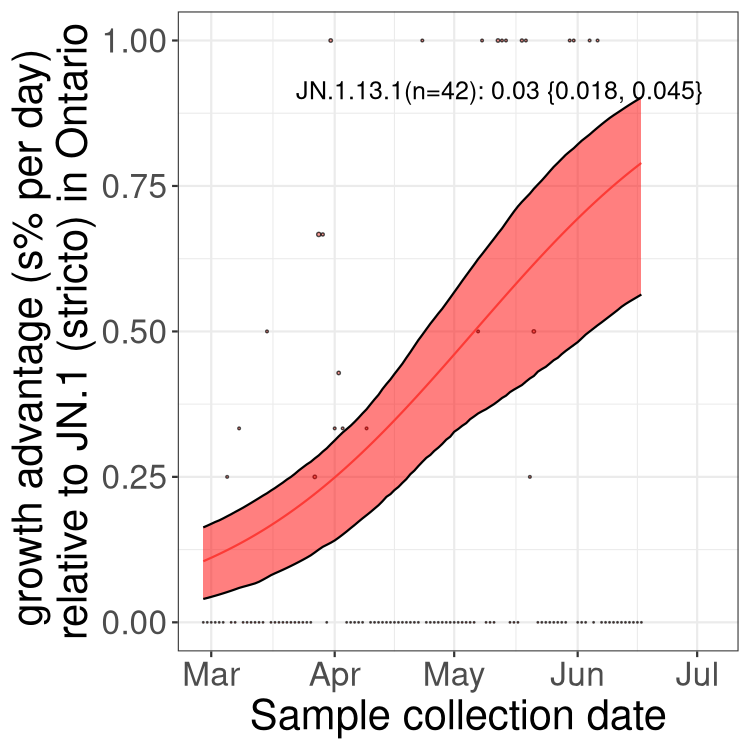 growth advantage (s% per day)
relative to JN.1 (stricto) in Ontario
1.00
0.75
0.50
0.25
0.00
JN.1.13.1(n=42): 0.03 {0.018, 0.045}
Mar Apr May Jun Jul
Sample collection date